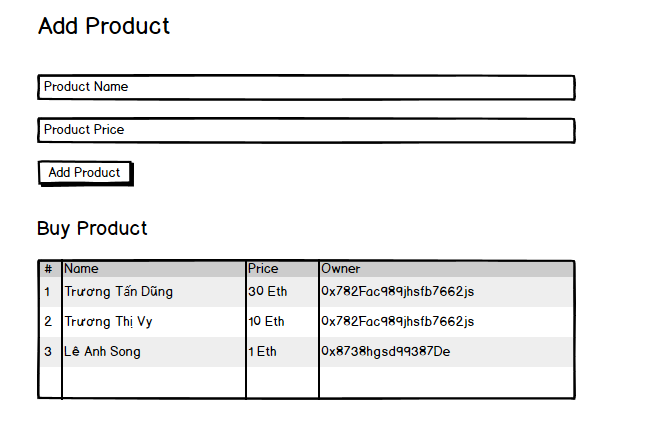 Add Product
Product Name
Product Price
Add Product
Buy Product
# Name Price Owner
1 Trương Tấn Dũng 30 Eth 0x782Fac989jhsfb7662js
2 Trương Thị Vy 10 Eth 0x782Fac989jhsfb7662js
3 Lê Anh Song 1 Eth 0x8738hgsd99387De